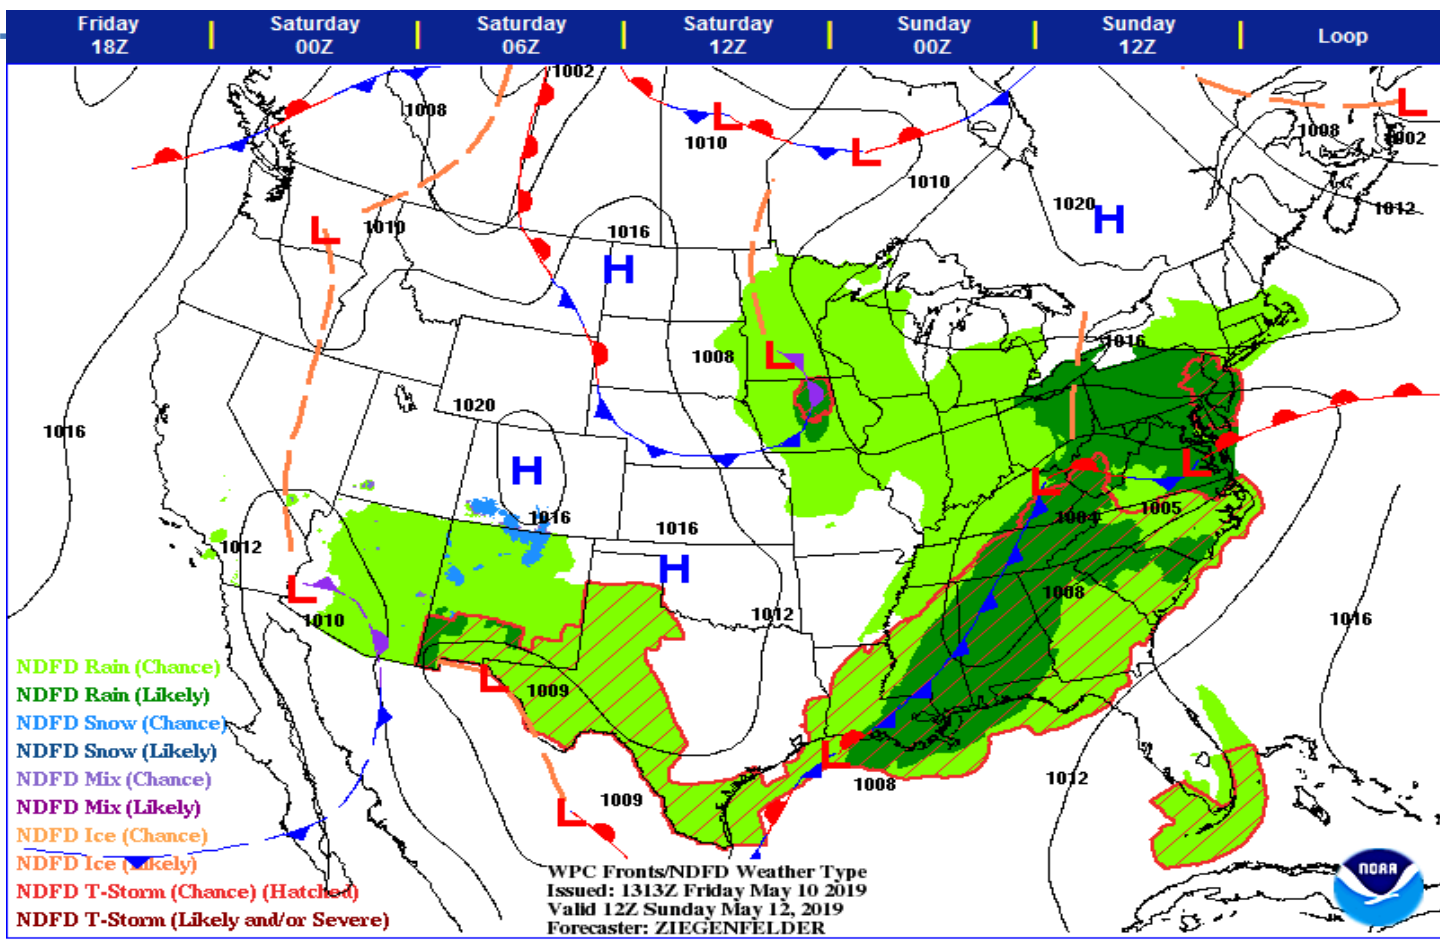 Friday
18Z
Saturday
00Z
Saturday
06Z
Saturday
12Z
Sunday
00Z
Sunday
12Z
Loop
1002
1008
1010
1010
1008
1002
1020
1012
1010
1016
H
H
L
L
L
L
1016
1008
L
1020
1016
H
1016
1016
H
1012
1016
1004
1005
L
L
1008
1012
L
1010
L
1009
1009
L
L
1008
1012
1016
NDFD Rain (Chance)
NDFD Rain (Likely)
NDFD Snow (Chance)
NDFD Snow (Likely)
NDFD Mix (Chance)
NDFD Mix (Likely)
NDFD Ice (Chance)
NDFD Ice (Likely)
NDFD T-Storm (Chance) (Hatched)
NDFD T-Storm (Likely and/or Severe)
WPC Fronts/NDFD Weather Type
Issued: 1313Z Friday May 10 2019
Valid 12Z Sunday May 12, 2019
Forecaster: ZIEGENFELDER
NOAA